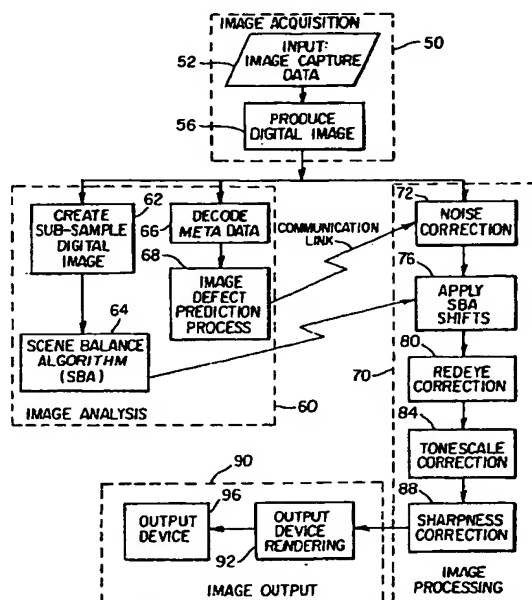 IMAGE ACQUISITION
50
52
INPUT:
IMAGE CAPTURE
DATA
56
PRODUCE
DIGITAL IMAGE
62
CREATE
SUB-SAMPLE
DIGITAL
IMAGE
66
DECODE
META DATA
68
IMAGE
DEFECT
PREDICTION
PROCESS
COMMUNICATION
LINK
64
SCENE BALANCE
ALGORITHM
(SBA)
IMAGE ANALYSIS
60
72
NOISE
CORRECTION
76
APPLY
SBA
SHIFTS
70
80
REDEYE
CORRECTION
84
TONESCALE
CORRECTION
88
SHARPNESS
CORRECTION
IMAGE
PROCESSING
90
96
OUTPUT
DEVICE
OUTPUT
DEVICE
RENDERING
92
IMAGE OUTPUT